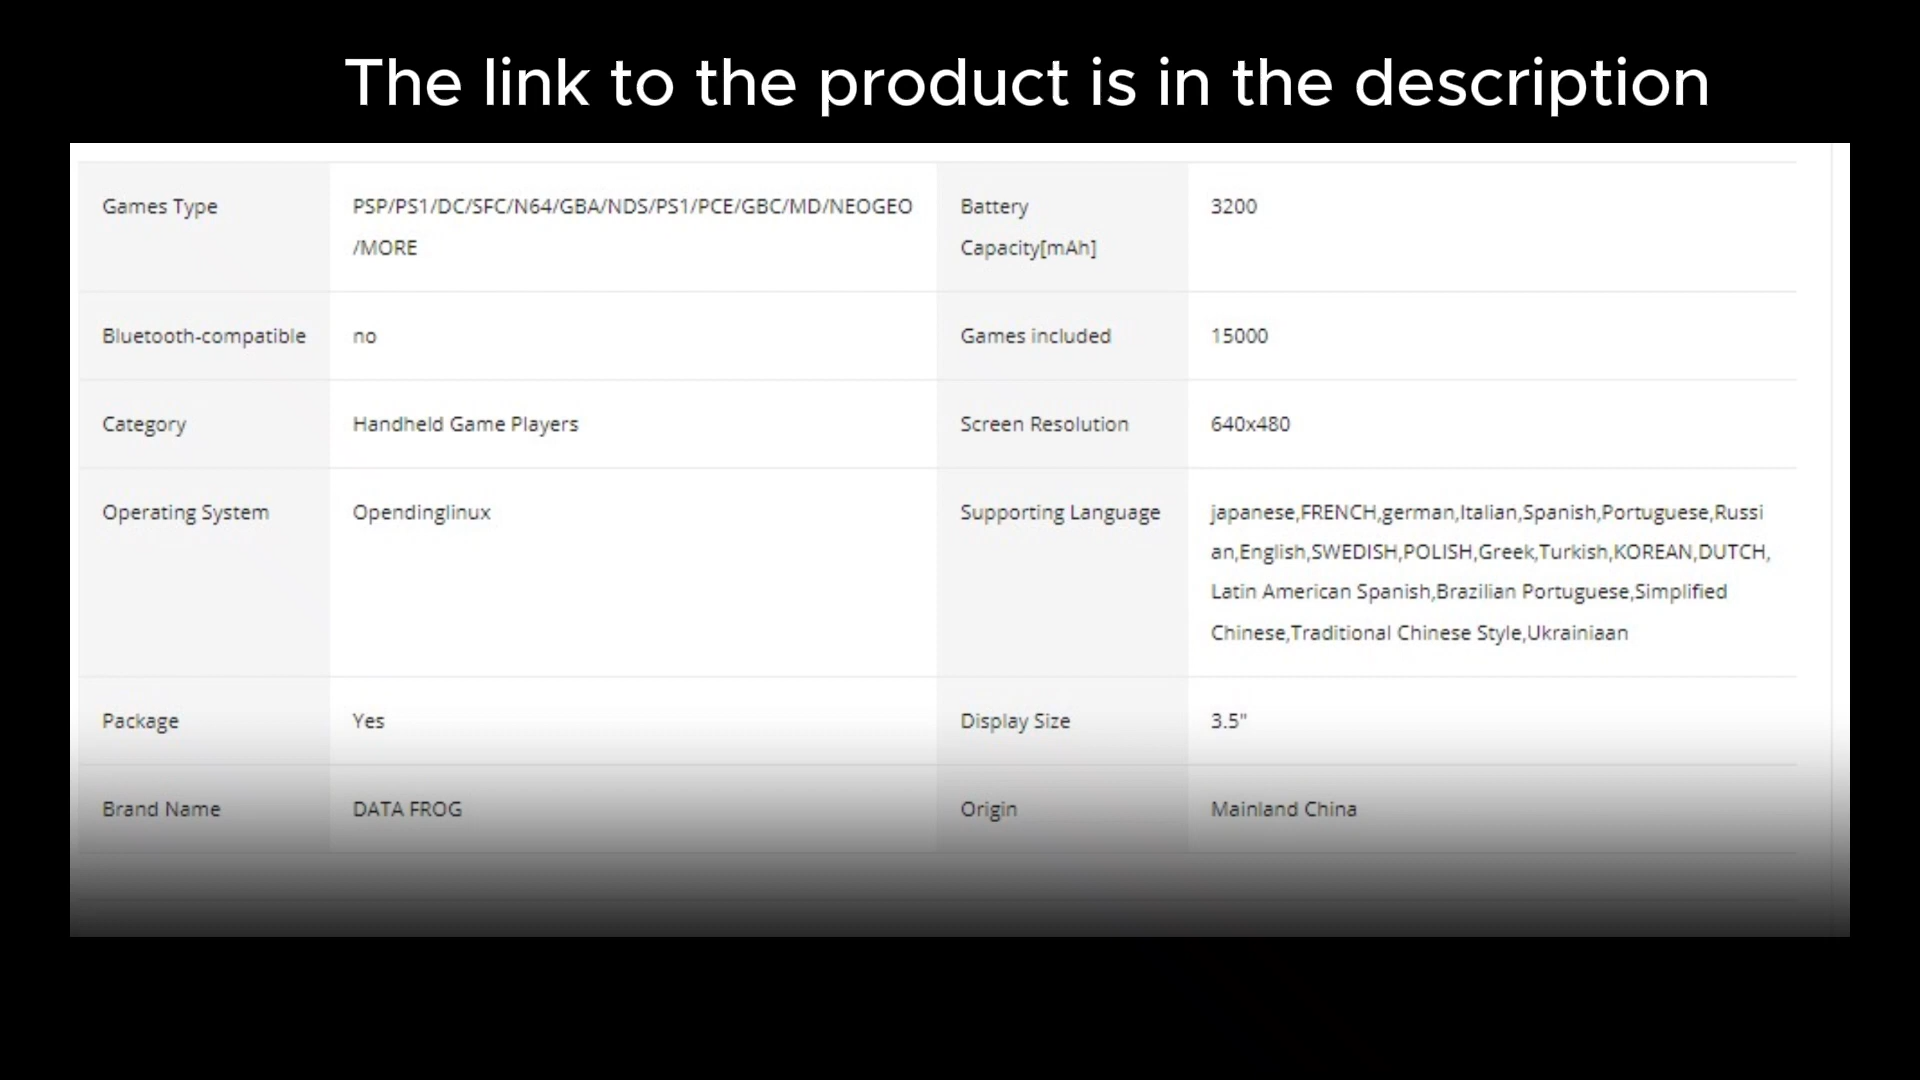 The link to the product is in the description
Games Type
PSP/PS1/DC/SFC/N64/GBA/NDS/PS1/PCE/GBC/MD/NEOGEO
/MORE
Battery
Capacity[mAh]
3200
Bluetooth-compatible
no
Games included
15000
Category
Handheld Game Players
Screen Resolution
640x480
Operating System
Opendinglinux
Supporting Language
japanese,FRENCH,german,Italian,Spanish,Portuguese,Russi
an,English,SWEDISH,POLISH,Greek,Turkish,KOREAN,DUTCH,
Latin American Spanish,Brazilian Portuguese,Simplified
Chinese,Traditional Chinese Style,Ukrainiaan
Package
Yes
Display Size
3.5"
Brand Name
DATA FROG
Origin
Mainland China